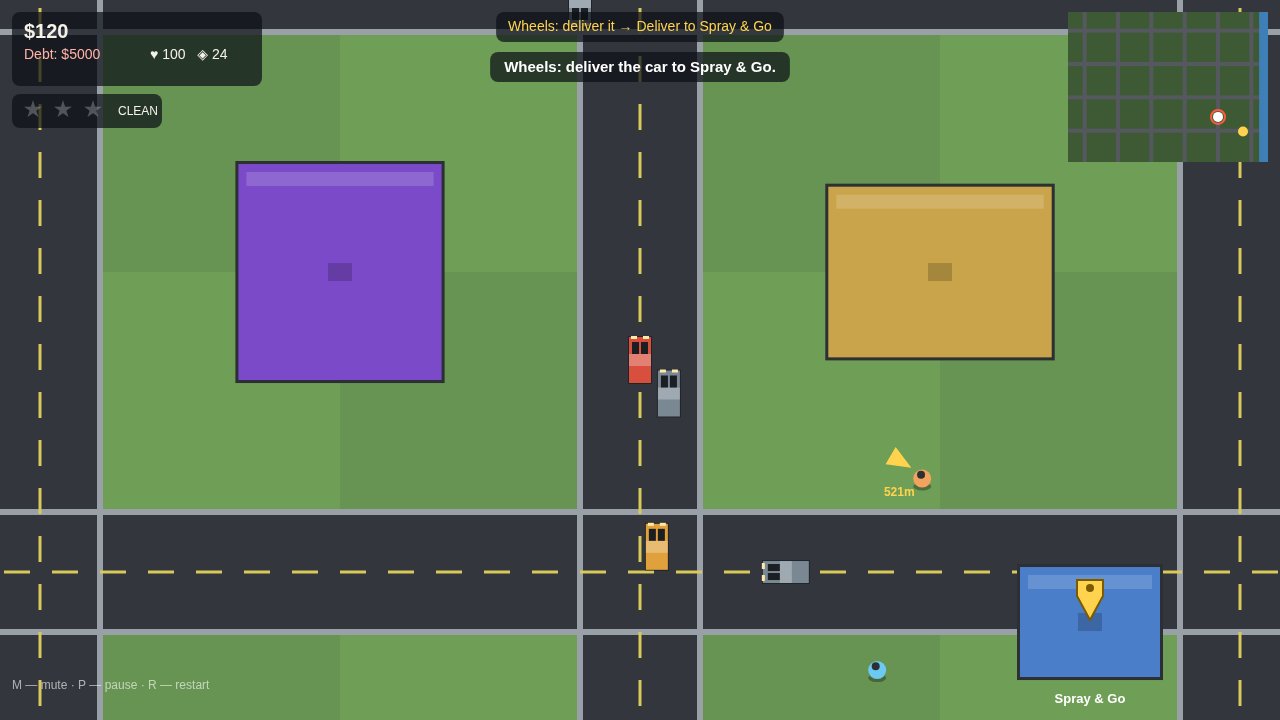 $120
Debt: $5000 ♥ 100 ◈ 24
★ ★ ★ CLEAN
Wheels: deliver it → Deliver to Spray & Go
Wheels: deliver the car to Spray & Go.
521m
Spray & Go
M — mute · P — pause · R — restart